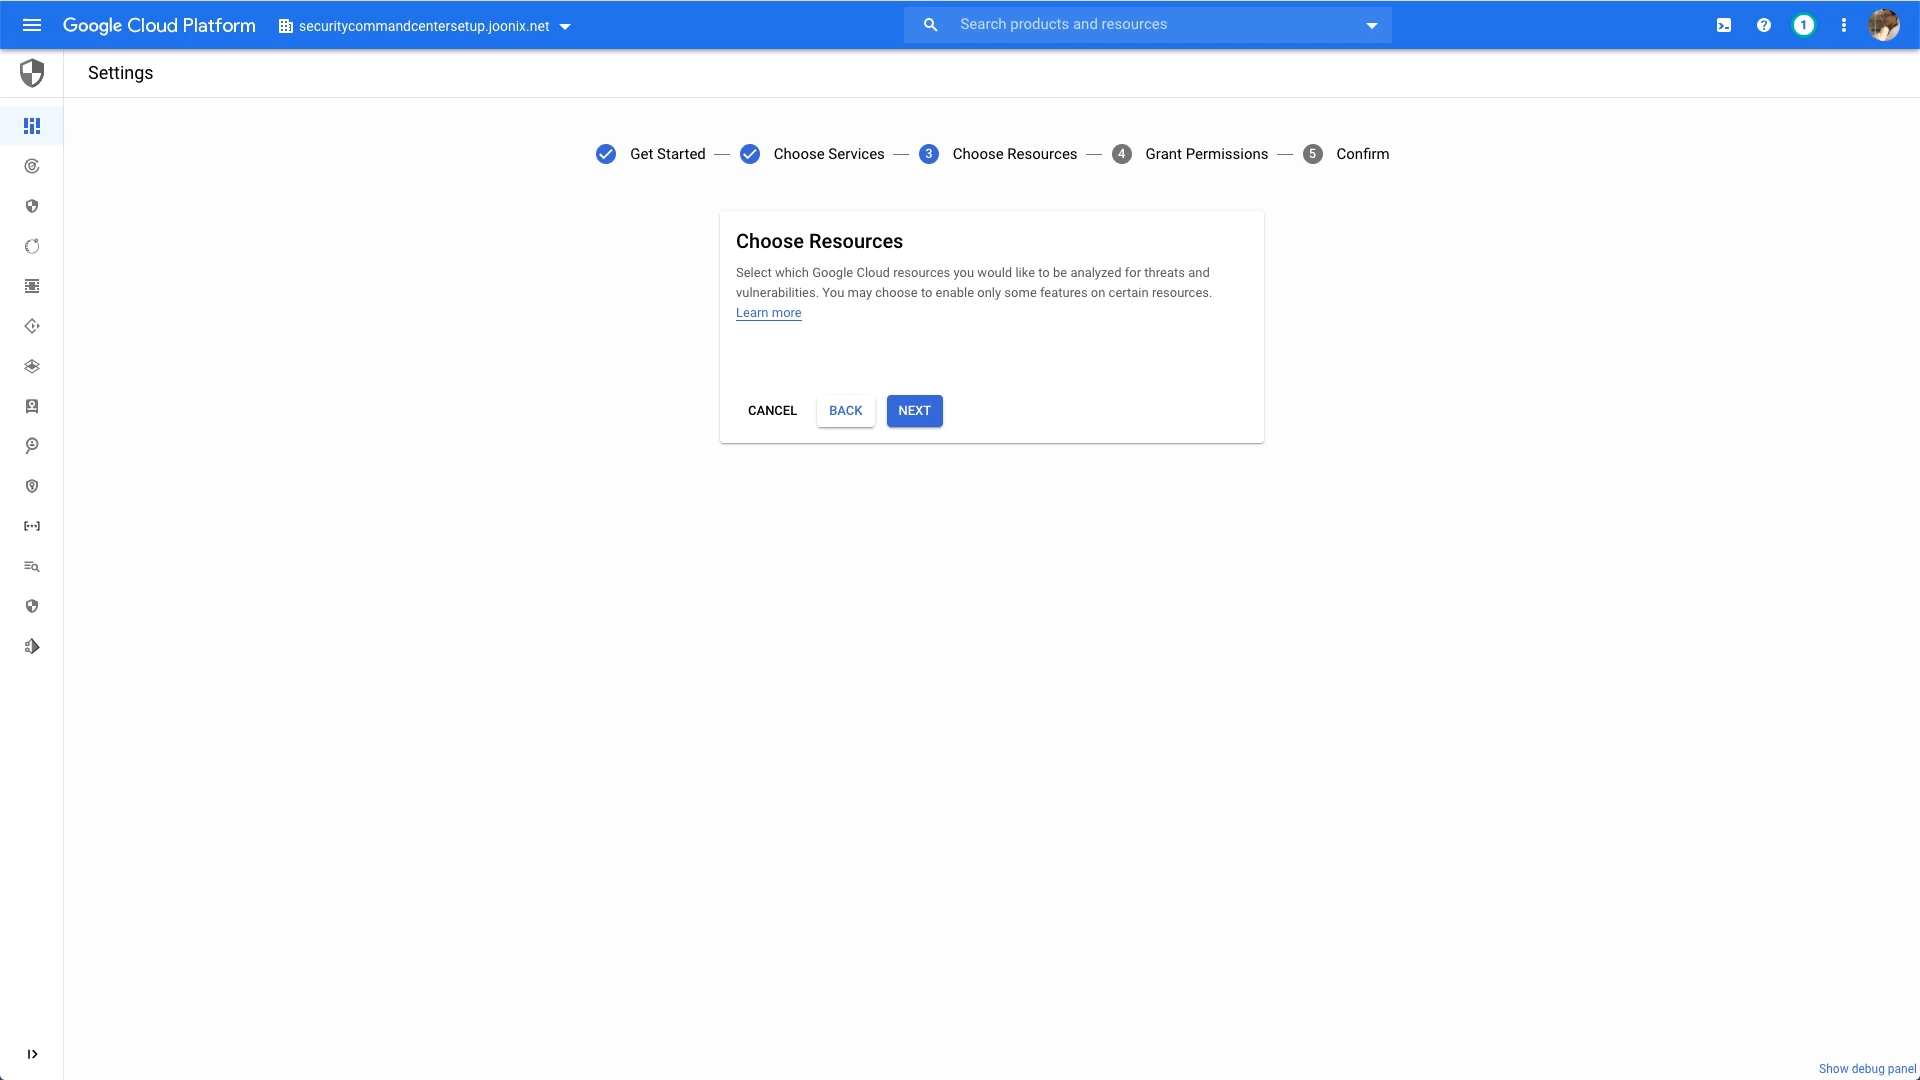 Google Cloud Platform securitycommandcentersetup.joonix.net Search products and resources 1
Settings
Get Started Choose Services 3 Choose Resources 4 Grant Permissions 5 Confirm
Choose Resources
Select which Google Cloud resources you would like to be analyzed for threats and
vulnerabilities. You may choose to enable only some features on certain resources.
Learn more
CANCEL BACK NEXT
Show debug panel